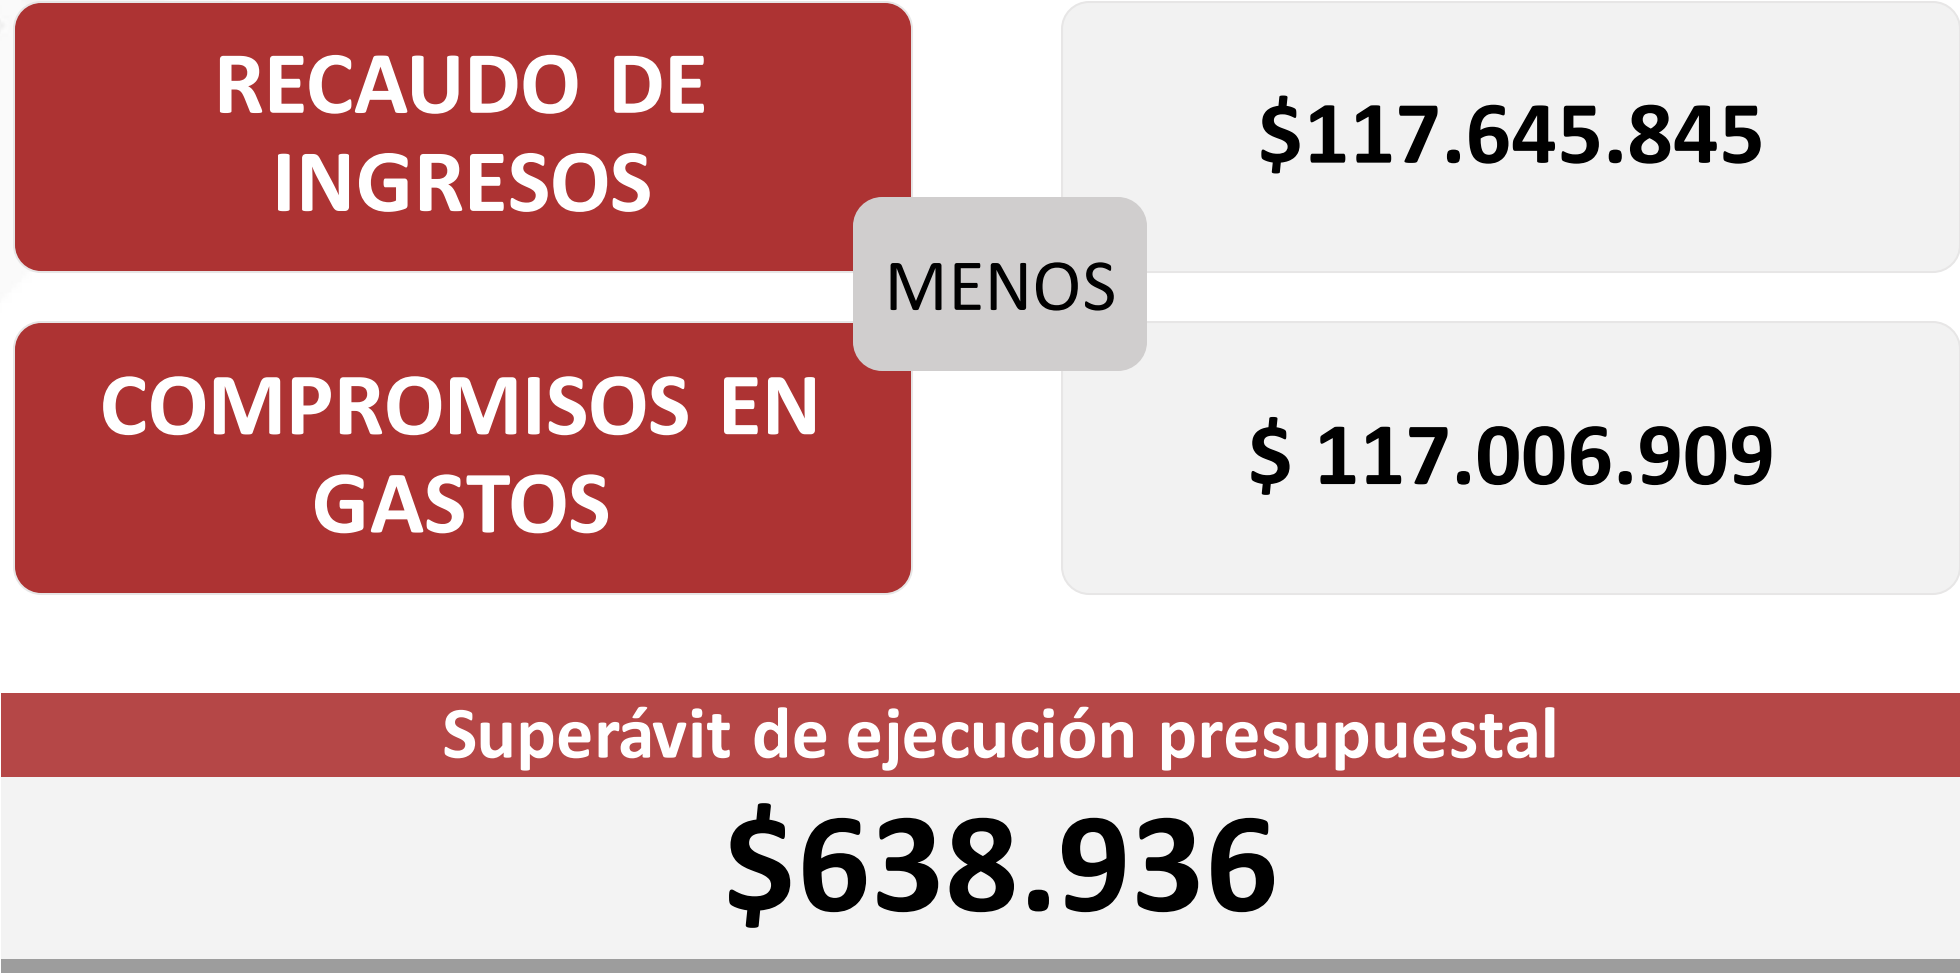 RECAUDO DE
INGRESOS
$117.645.845
MENOS
COMPROMISOS EN
GASTOS
$ 117.006.909
Superávit de ejecución presupuestal
$638.936